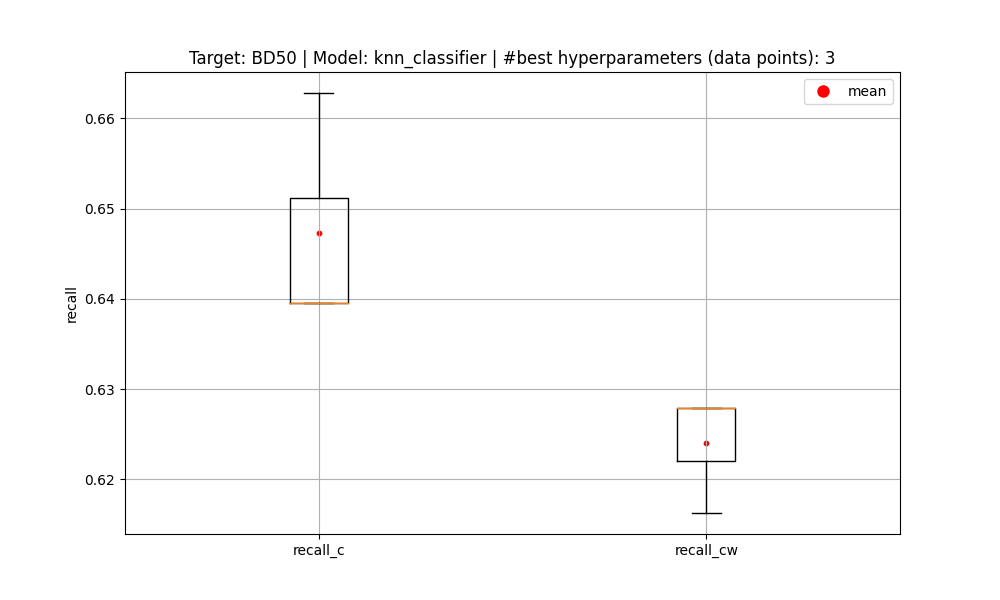 Target: BD50 | Model: knn_classifier | #best hyperparameters (data points): 3
mean
0.66
0.65
0.64
0.63
0.62
recall
recall_c
recall_cw